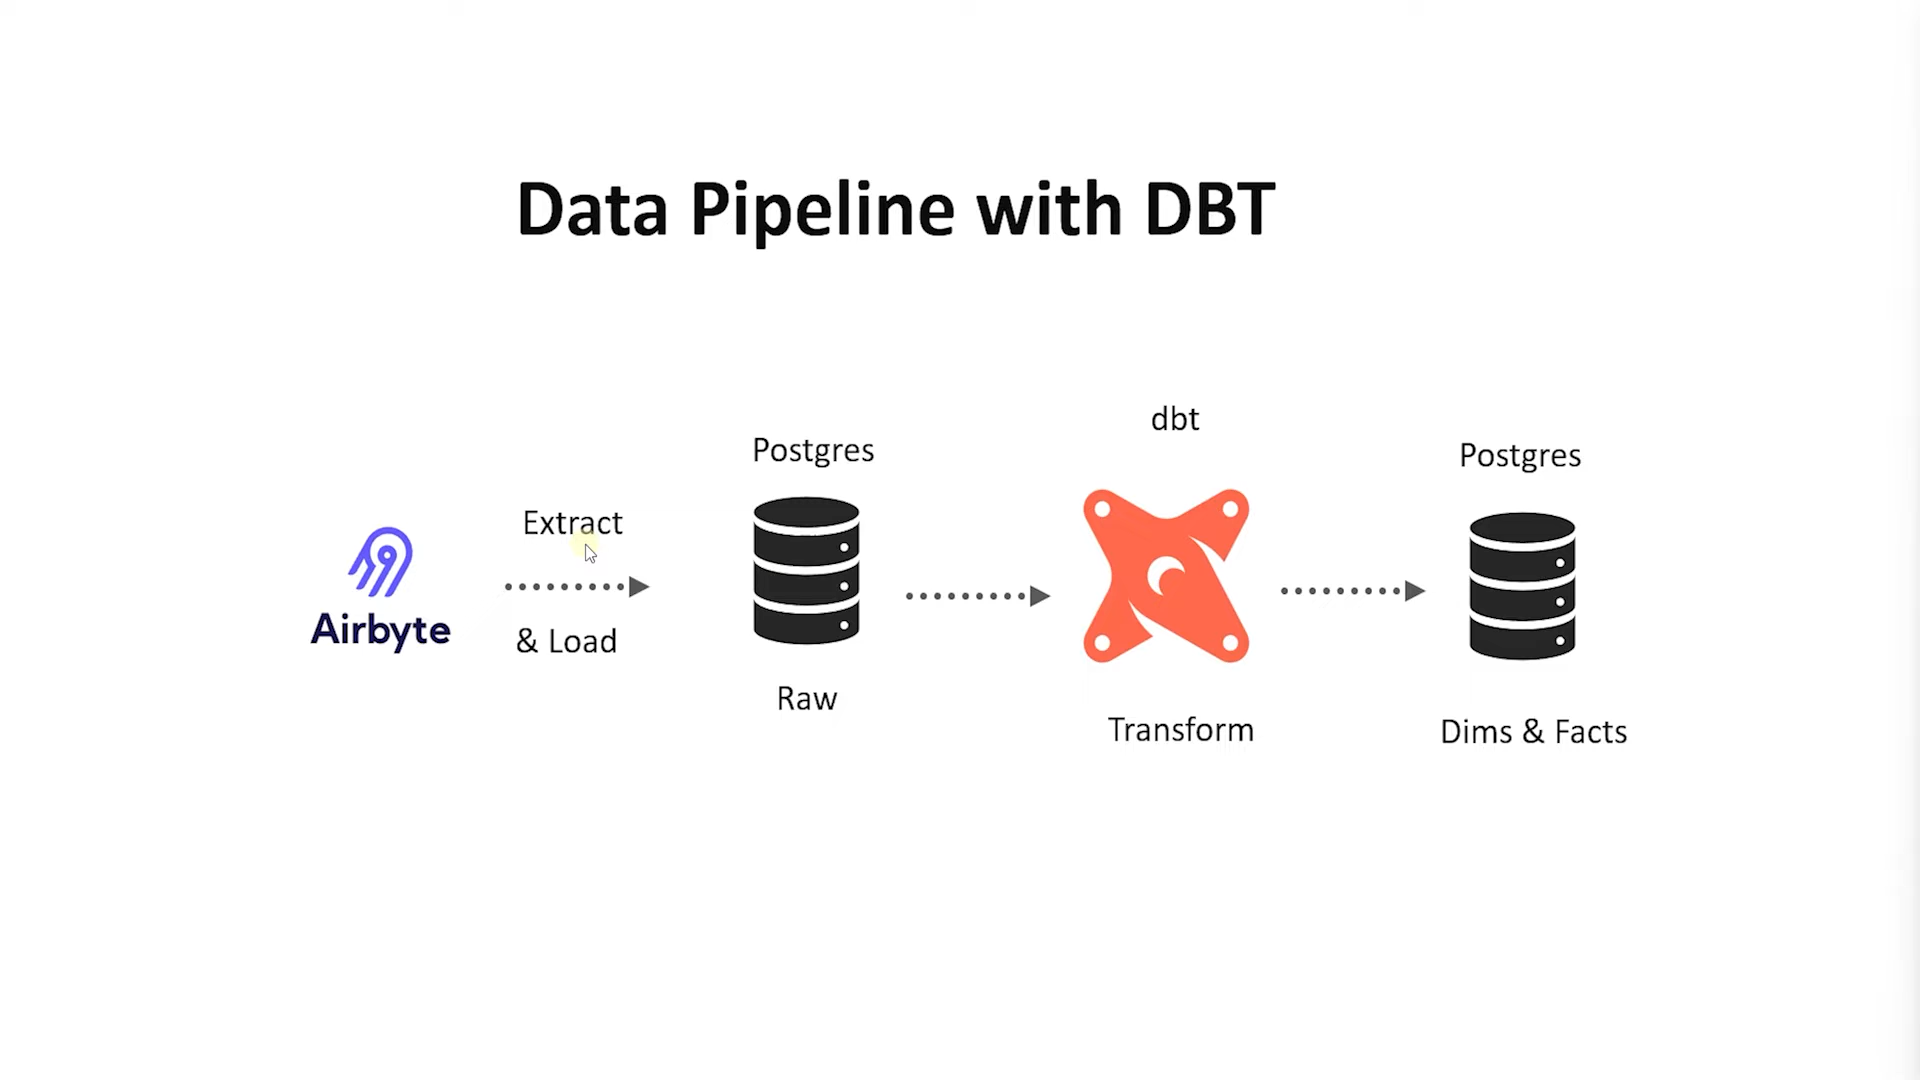 Data Pipeline with DBT
Airbyte
Extract
& Load
Postgres
Raw
dbt
Transform
Postgres
Dims & Facts